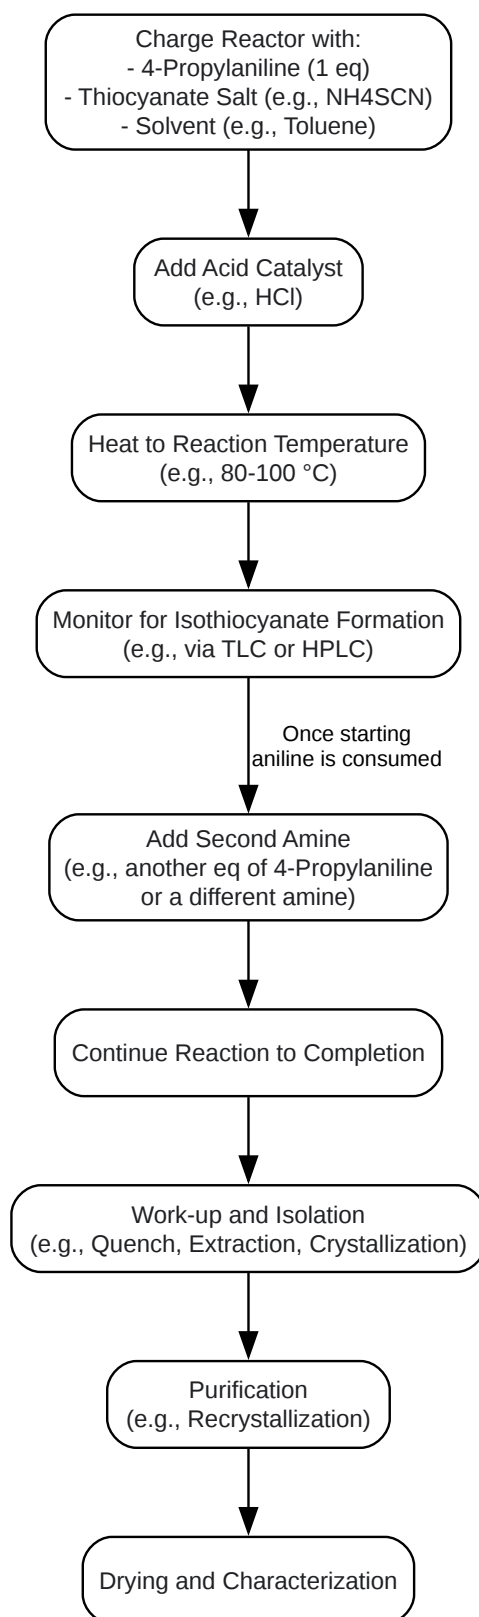 Charge Reactor with:
- 4-Propylaniline (1 eq)
- Thiocyanate Salt (e.g., NH4SCN)
- Solvent (e.g., Toluene)
Add Acid Catalyst
(e.g., HCl)
Heat to Reaction Temperature
(e.g., 80-100 °C)
Monitor for Isothiocyanate Formation
(e.g., via TLC or HPLC)
Once starting
aniline is consumed
Add Second Amine
(e.g., another eq of 4-Propylaniline
or a different amine)
Continue Reaction to Completion
Work-up and Isolation
(e.g., Quench, Extraction, Crystallization)
Purification
(e.g., Recrystallization)
Drying and Characterization